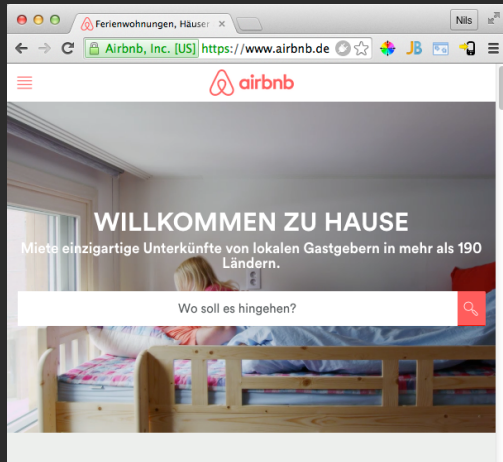 Ferienwohnungen, Häuser
Nils
Airbnb, Inc. [US] https://www.airbnb.de
JB
airbnb
WILLKOMMEN ZU HAUSE
Miete einzigartige Unterkünfte von lokalen Gastgebern in mehr als 190
Ländern.
Wo soll es hingehen?